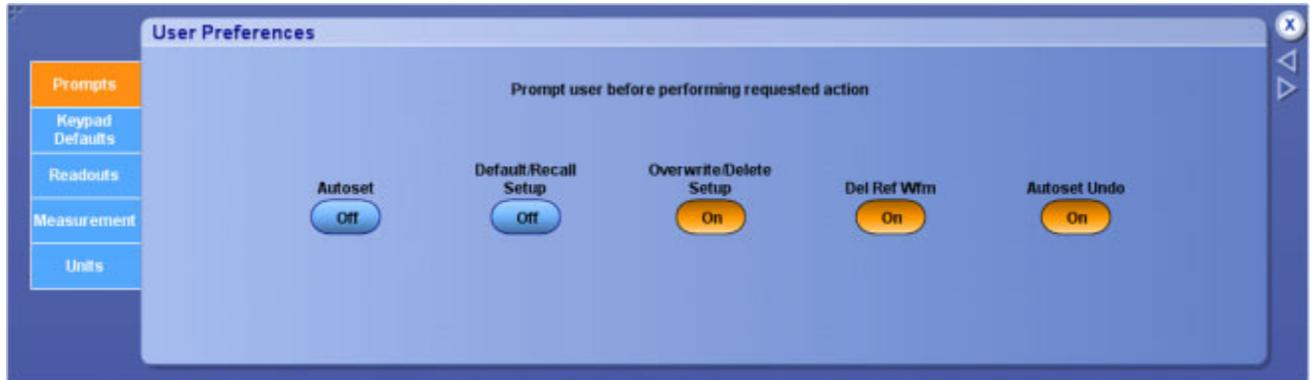 User Preferences
X
Prompts
Keypad
Defaults
Readouts
Measurement
Units
Prompt user before performing requested action
Autoset
Off
Default/Recall
Setup
Off
Overwrite/Delete
Setup
On
Del Ref Wfm
On
Autoset Undo
On